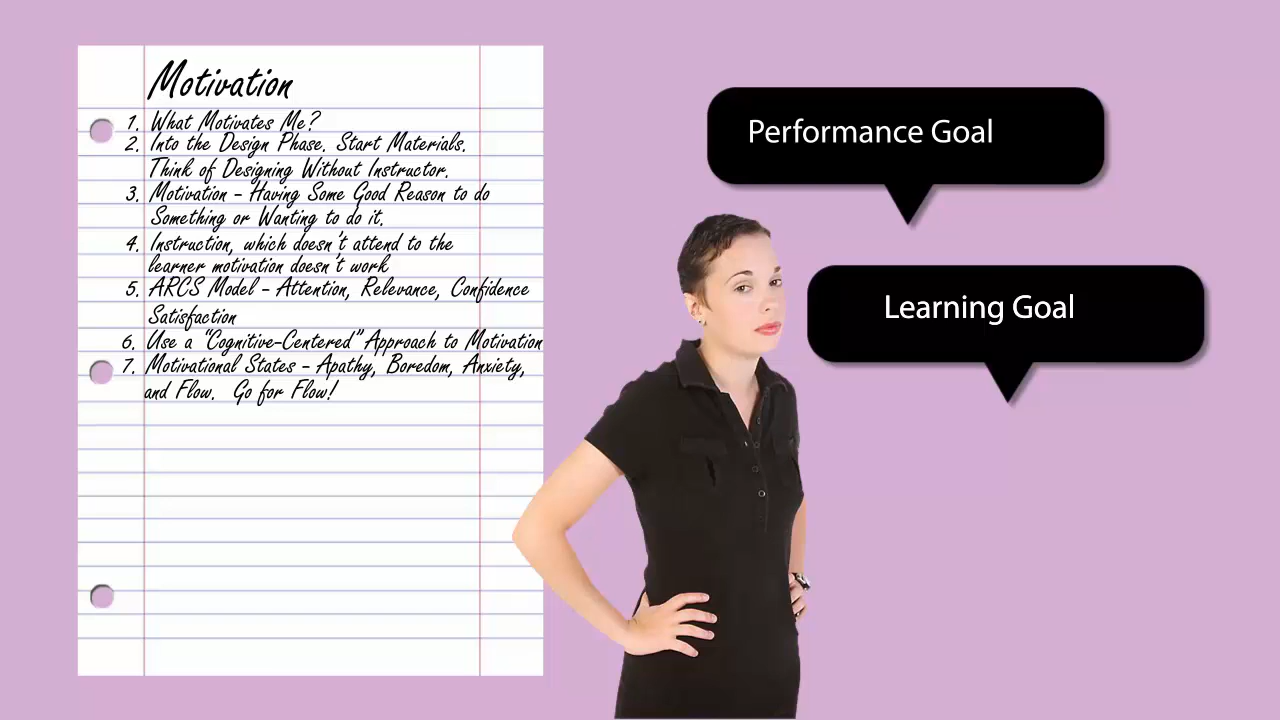 Motivation
1. What Motivates Me?
2. Into the Design Phase. Start Materials.
Think of Designing Without Instructor.
3. Motivation - Having Some Good Reason to do
Something or Wanting to do it.
4. Instruction, which doesn't attend to the
learner motivation doesn't work
5. ARCS Model - Attention, Relevance, Confidence
Satisfaction
6. Use a "Cognitive-Centered" Approach to Motivation
7. Motivational States - Apathy, Boredom, Anxiety,
and Flow. Go for Flow!
Performance Goal
Learning Goal